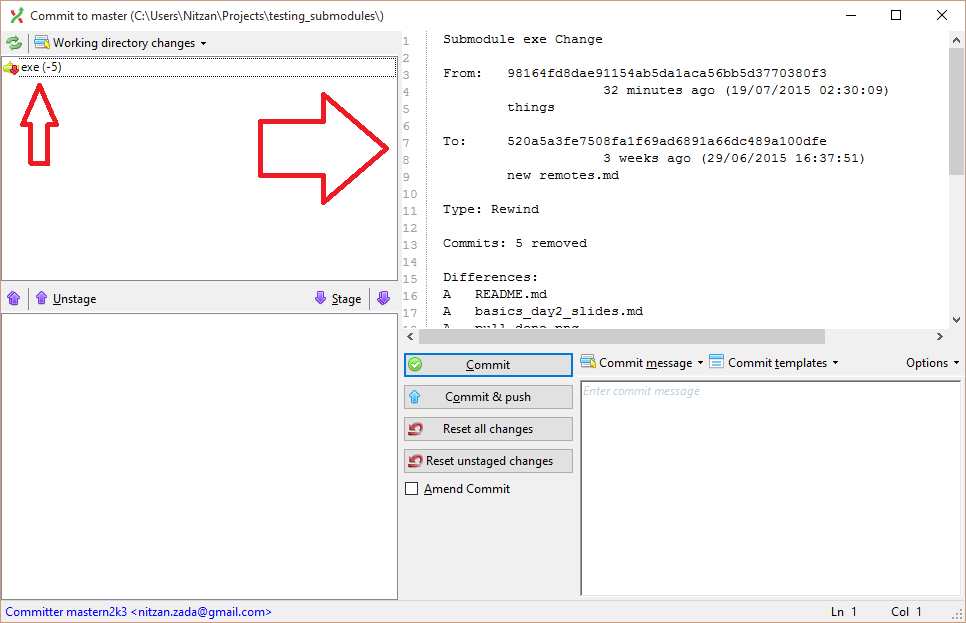 Commit to master (C:\Users\Nitzan\Projects\testing_submodules\)
Working directory changes
exe (-5)
Unstage
Stage
1 Submodule exe Change
2
3 From: 98164fd8dae91154ab5da1aca56bb5d3770380f3
4 32 minutes ago (19/07/2015 02:30:09)
5 things
6
7 To: 520a5a3fe7508fa1f69ad6891a66dc489a100dfe
8 3 weeks ago (29/06/2015 16:37:51)
9 new remotes.md
10
11 Type: Rewind
12
13 Commits: 5 removed
14
15 Differences:
16 A README.md
17 A basics_day2_slides.md
Commit
Commit & push
Reset all changes
Reset unstaged changes
Amend Commit
Commit message
Commit templates
Options
Enter commit message
Committer mastern2k3 <nitzan.zada@gmail.com>
Ln 1
Col 1